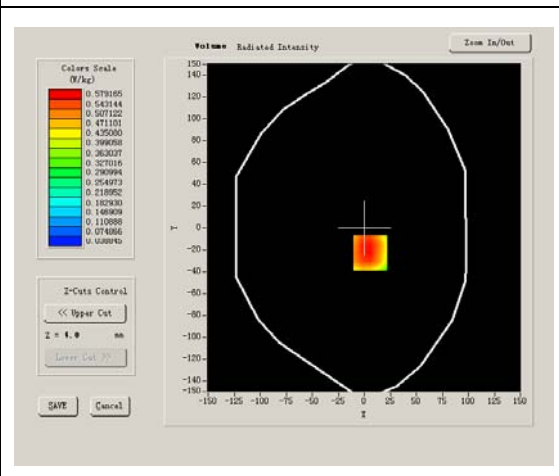 Volume Radiated Intensity
Zoom In/Out
Colors Scale
(W/kg)
0.579165
0.543144
0.507122
0.471101
0.435080
0.399058
0.363037
0.327016
0.290994
0.254973
0.218952
0.182930
0.146909
0.110888
0.074866
0.038845
Z-Cuts Control
<< Upper Cut
Z = 4.0 mm
Lower Cut >>
SAVE Cancel
150
140
120
100
80
60
40
20
0
-20
-40
-60
-80
-100
-120
-140
-150
Y
-150 -125 -100 -75 -50 -25 0 25 50 75 100 125 150
X